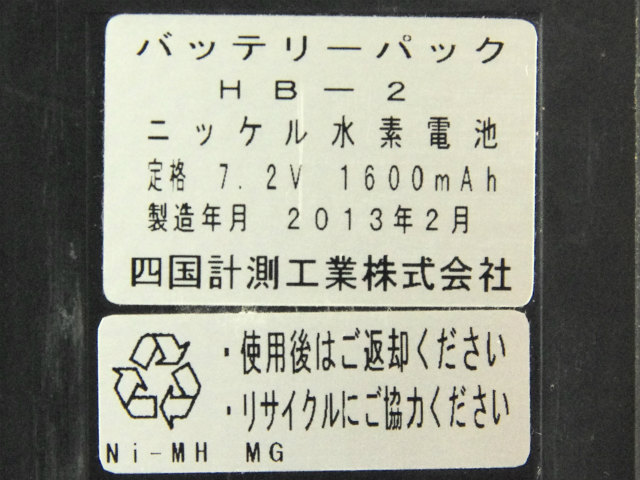 バッテリーパック
HB－2
ニッケル水素電池
定格 7.2V 1600mAh
製造年月 2013年2月
四国計測工業株式会社
・使用後はご返却ください
・リサイクルにご協力ください
Ni-MH MG